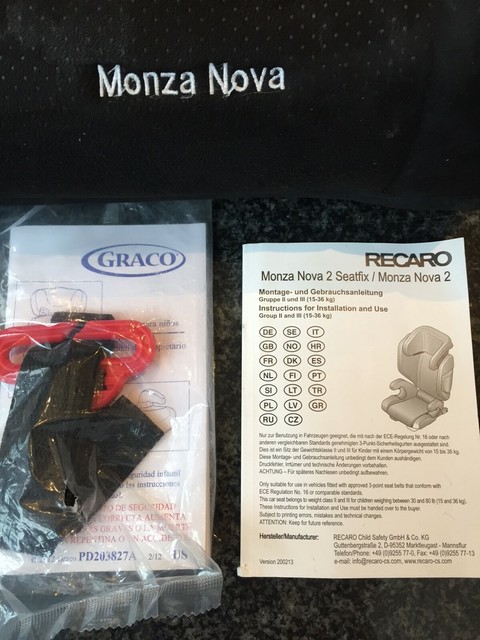 Monza Nova
GRACO
para niños
PD203827A 2/12 US
RECARO
Monza Nova 2 Seatfix / Monza Nova 2
Montage- und Gebrauchsanleitung
Gruppe II und III (15-36 kg)
Instructions for Installation and Use
Group II and III (15-36 kg)
DE SE IT
GB NO HR
FR DK ES
NL FI PT
SI LT TR
PL LV GR
RU CZ
Nur zur Benutzung in Fahrzeugen geeignet, die mit nach der ECE-Regelung Nr. 16 oder nach
anderen vergleichbaren Standards genehmigten 3-Punkt-Sicherheitsgurten ausgestattet sind.
Dies ist ein Sitz der Gewichtsklasse II und III für Kinder mit einem Körpergewicht von 15 bis 36 kg.
Diese Montage- und Gebrauchsanleitung unbedingt dem Kunden aushändigen.
Druckfehler, Irrtümer und technische Änderungen vorbehalten.
ACHTUNG – Für späteres Nachlesen unbedingt aufbewahren.
Only suitable for use in vehicles fitted with approved 3-point seat belts that conform with
ECE Regulation No. 16 or comparable standards.
This car seat belongs to weight class II and III for children weighing between 30 and 80 lb (15 and 36 kg).
These Instructions for Installation and Use must be handed over to the buyer.
Subject to printing errors, mistakes and technical changes.
ATTENTION: Keep for future reference.
Hersteller/Manufacturer: RECARO Child Safety GmbH & Co. KG
Guttenbergstraße 2, D-95352 Marktleugast - Mannsflur
Telefon/Phone: +49 (0)9255 77-0, Fax: +49 (0)9255 77-13
Version 200213 e-mail: info@recaro-cs.com, www.recaro-cs.com